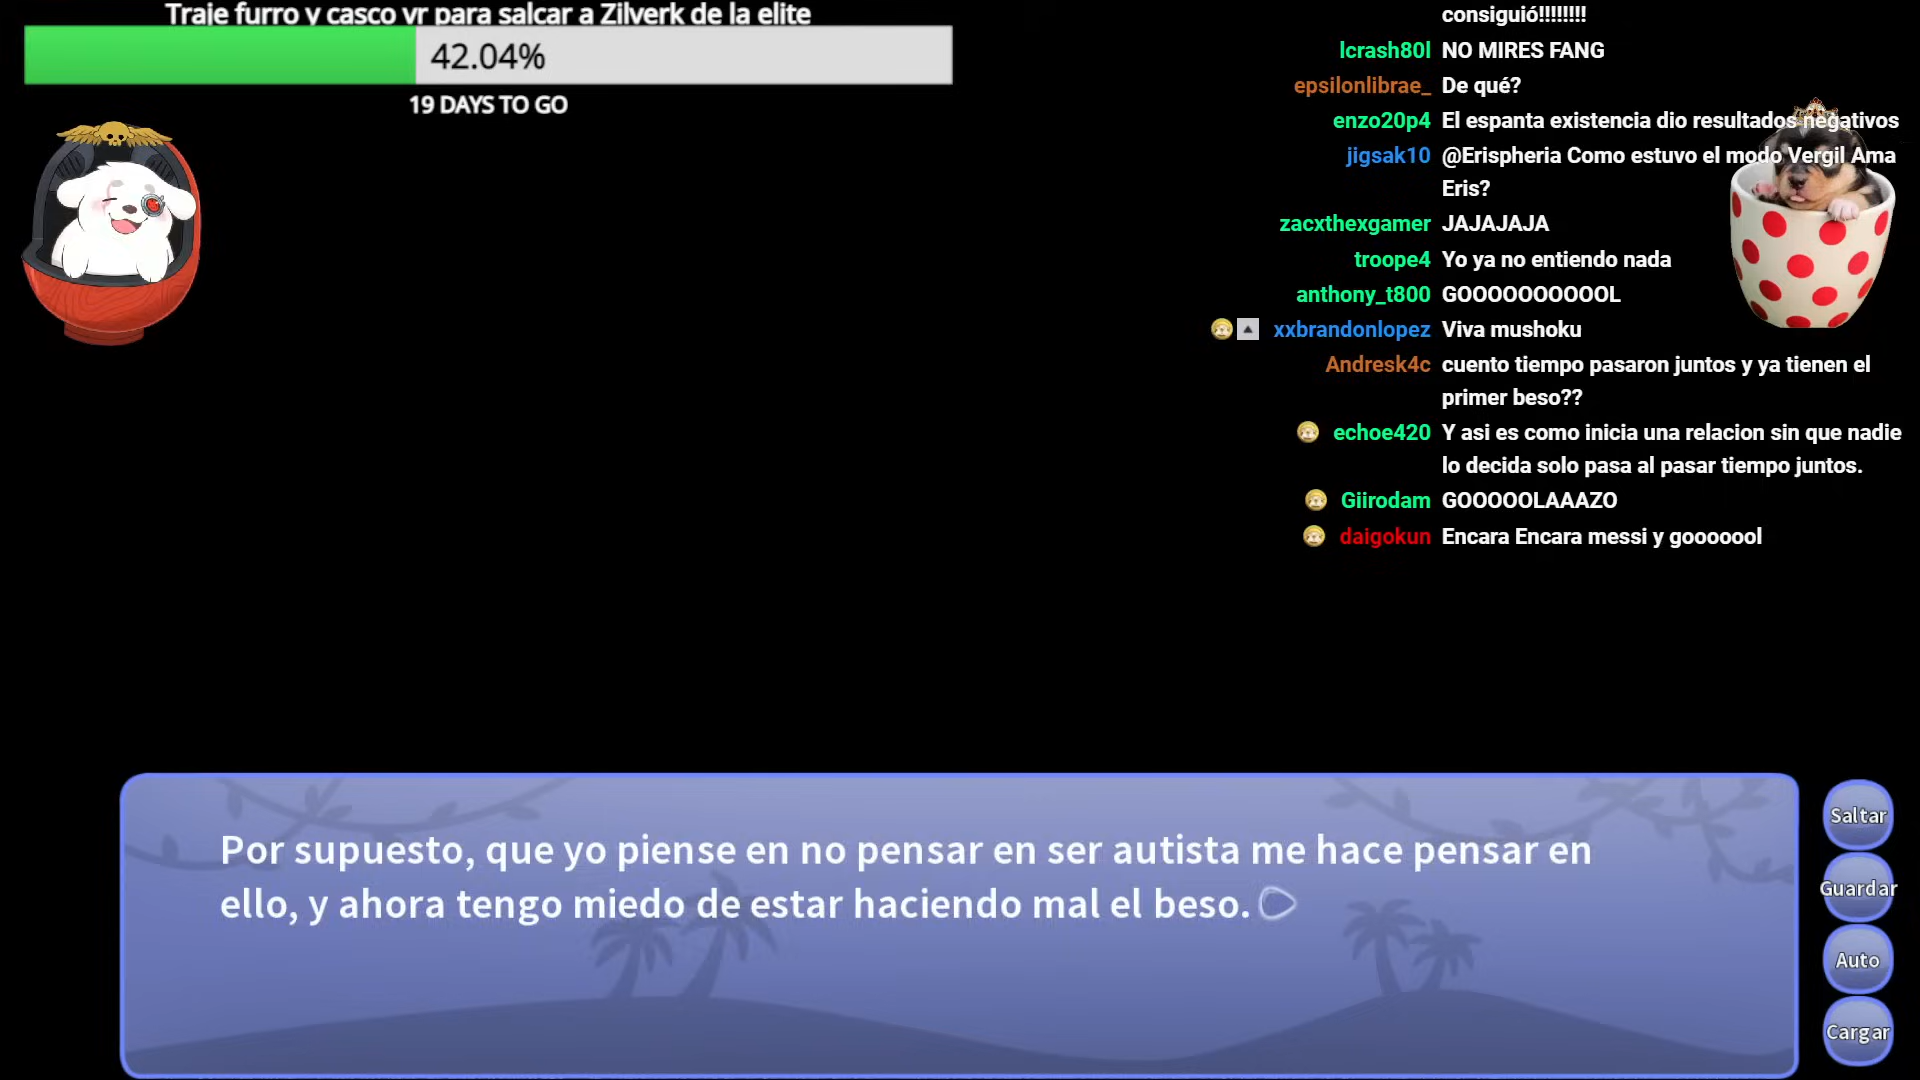 Traje furro y casco vr para salcar a Zilverk de la elite
42.04%
19 DAYS TO GO
consiguió!!!!!!!!
lcrash80l NO MIRES FANG
epsilonlibrae_ De qué?
enzo20p4 El espanta existencia dio resultados negativos
jigsak10 @Erispheria Como estuvo el modo Vergil Ama
Eris?
zacxthexgamer JAJAJAJA
troope4 Yo ya no entiendo nada
anthony_t800 GOOOOOOOOOOL
xxbrandonlopez Viva mushoku
Andresk4c cuento tiempo pasaron juntos y ya tienen el
primer beso??
echoe420 Y asi es como inicia una relacion sin que nadie
lo decida solo pasa al pasar tiempo juntos.
Giirodam GOOOOOLAAAZO
daigokun Encara Encara messi y gooooool
Por supuesto, que yo piense en no pensar en ser autista me hace pensar en
ello, y ahora tengo miedo de estar haciendo mal el beso.
Saltar
Guardar
Auto
Cargar